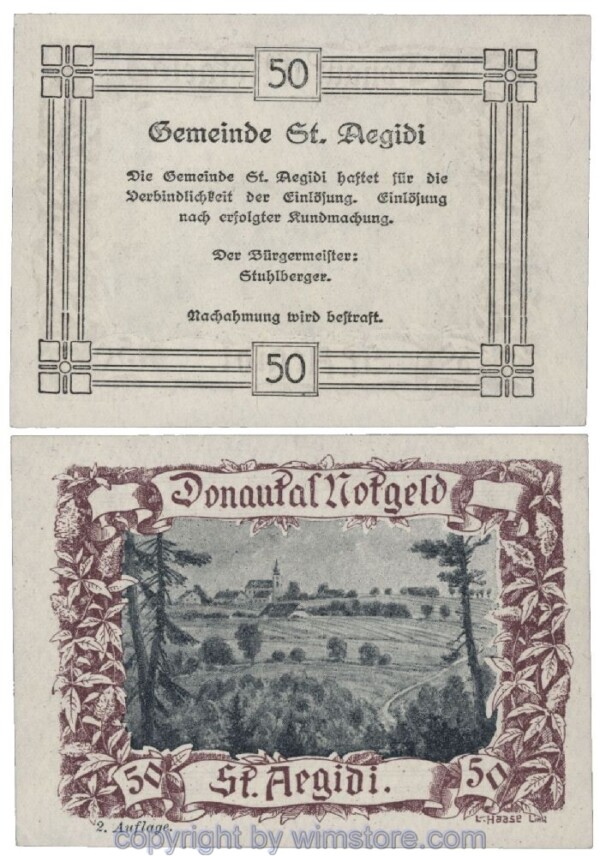 50
Gemeinde St. Aegidi
Die Gemeinde St. Aegidi haftet für die
Verbindlichkeit der Einlösung. Einlösung
nach erfolgter Kundmachung.
Der Bürgermeister:
Stuhlberger.
Nachahmung wird bestraft.
50
Donautal Notgeld
50 St. Aegidi. 50
2. Auflage.
L. Haase
copyright by wimstore.com